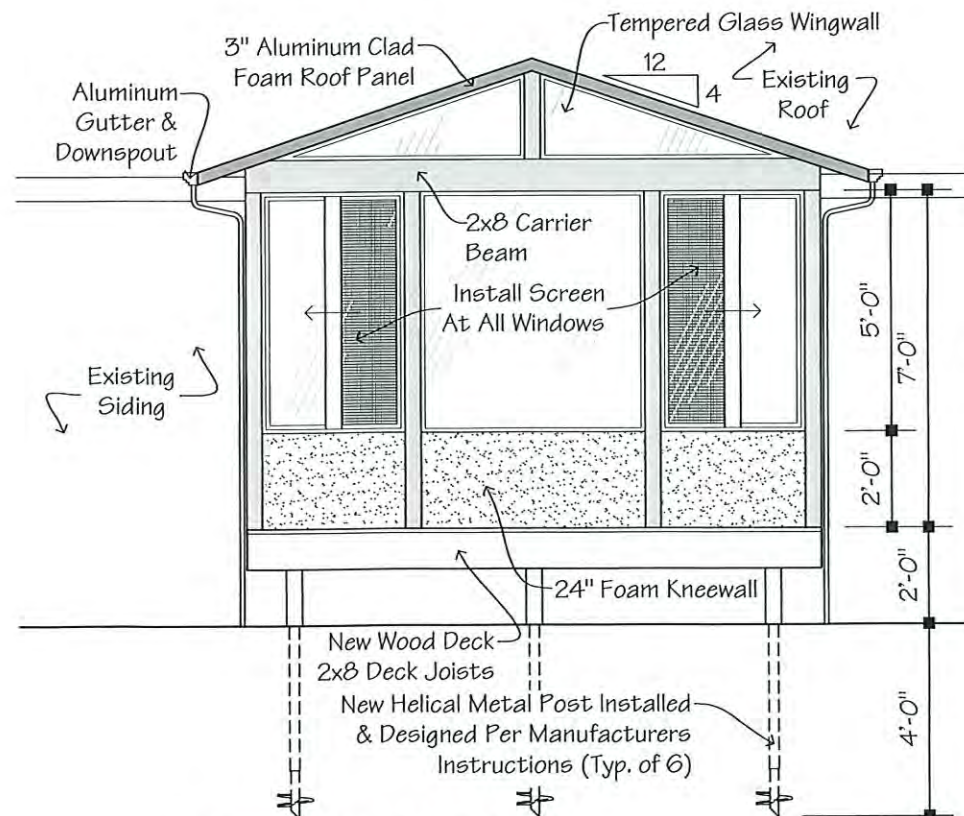 Tempered Glass Wingwall
3" Aluminum Clad
Foam Roof Panel
12
4
Existing
Roof
Aluminum
Gutter &
Downspout
2x8 Carrier
Beam
Install Screen
At All Windows
5'-0"
7'-0"
Existing
Siding
2'-0"
24" Foam Kneewall
2'-0"
New Wood Deck
2x8 Deck Joists
New Helical Metal Post Installed
& Designed Per Manufacturers
Instructions (Typ. of 6)
4'-0"